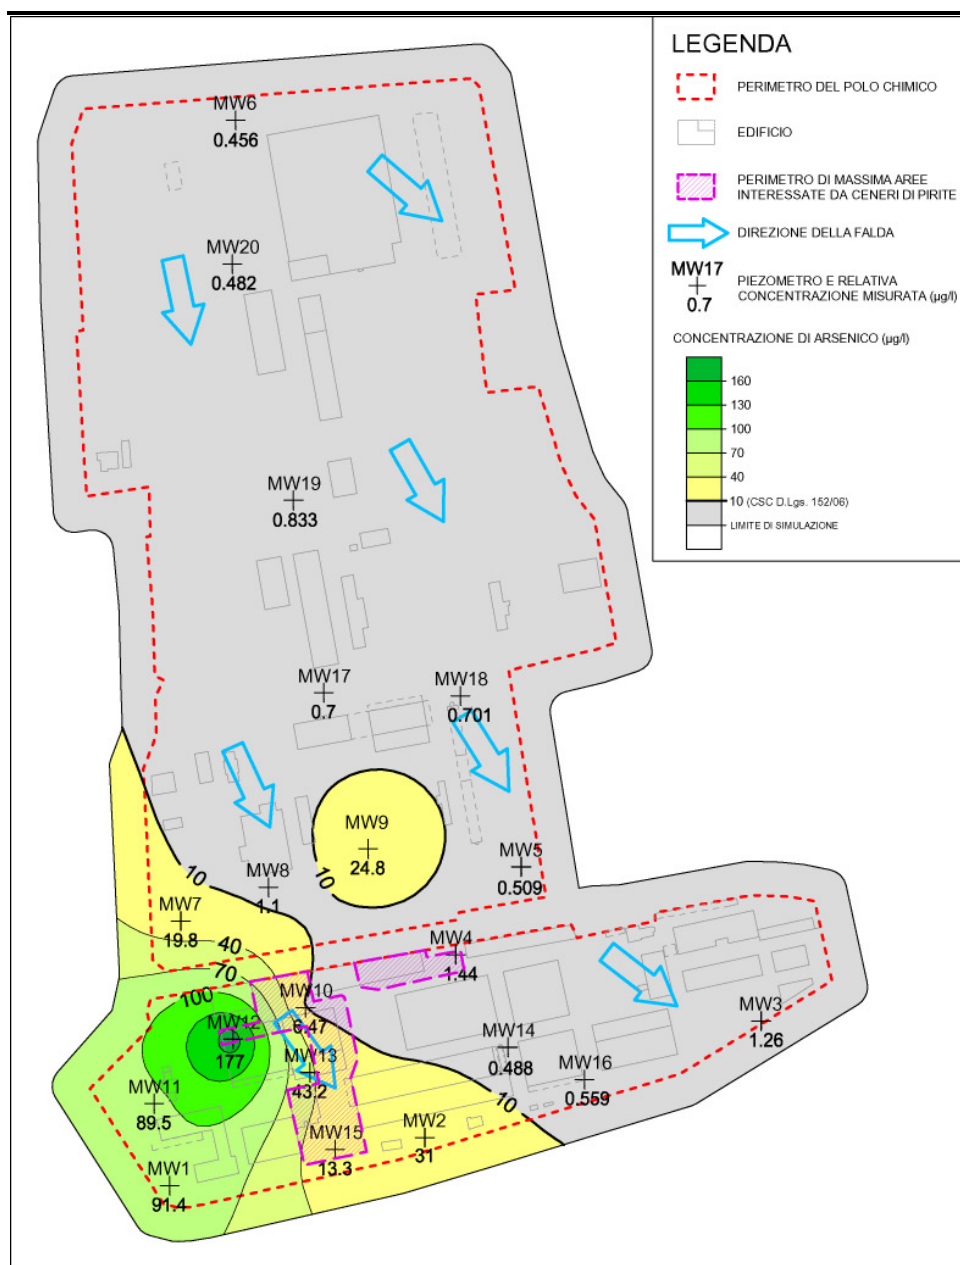 LEGENDA
PERIMETRO DEL POLO CHIMICO
EDIFICIO
PERIMETRO DI MASSIMA AREE
INTERESSATE DA CENERI DI PIRITE
DIREZIONE DELLA FALDA
MW17
0.7
PIEZOMETRO E RELATIVA
CONCENTRAZIONE MISURATA (µg/l)
CONCENTRAZIONE DI ARSENICO (µg/l)
160
130
100
70
40
10 (CSC D.Lgs. 152/06)
LIMITE DI SIMULAZIONE
MW6
0.456
MW20
0.482
MW19
0.833
MW17
0.7
MW18
0.701
MW9
24.8
10
MW5
0.509
MW8
1.1
10
MW7
19.8
40
70
100
MW4
1.44
MW10
6.47
MW12
177
MW13
43.2
MW14
0.488
MW3
1.26
MW16
0.559
10
MW11
89.5
MW15
13.3
MW2
31
MW1
91.4